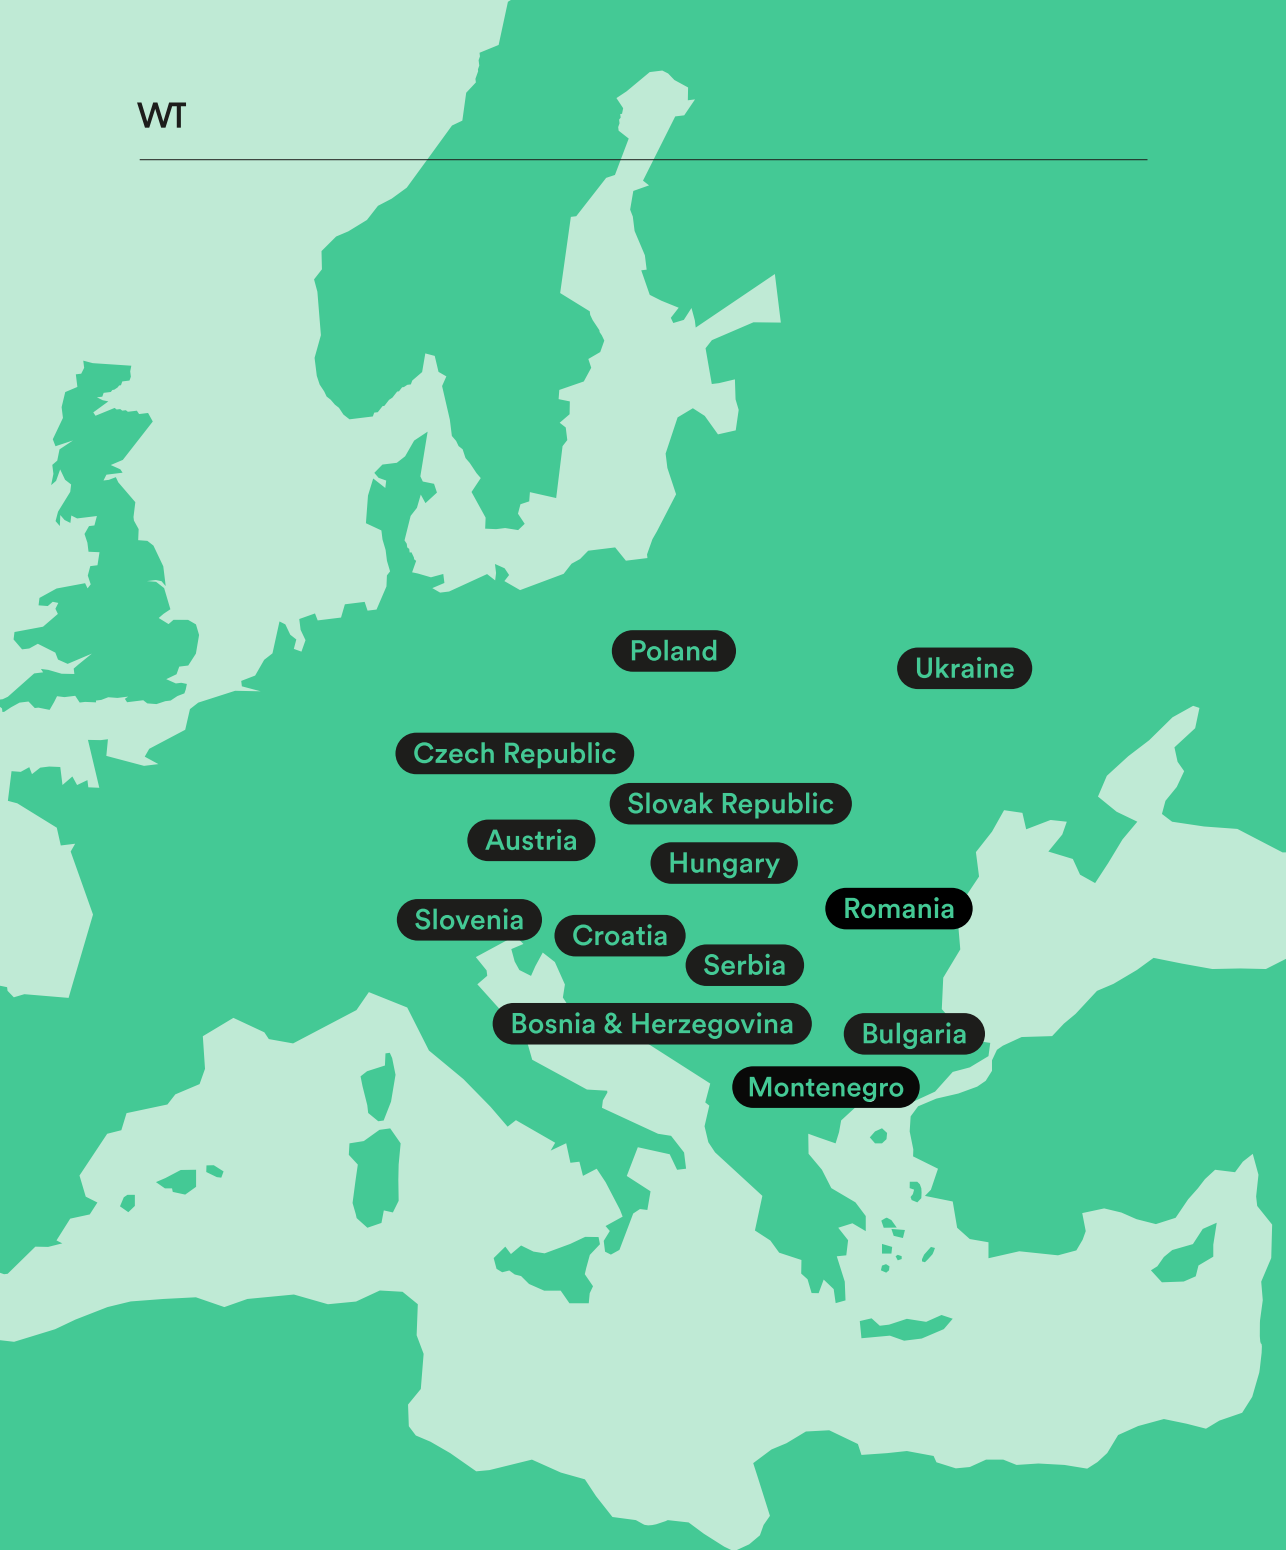 WT
Poland
Ukraine
Czech Republic
Slovak Republic
Austria
Hungary
Romania
Slovenia
Croatia
Serbia
Bosnia & Herzegovina
Bulgaria
Montenegro